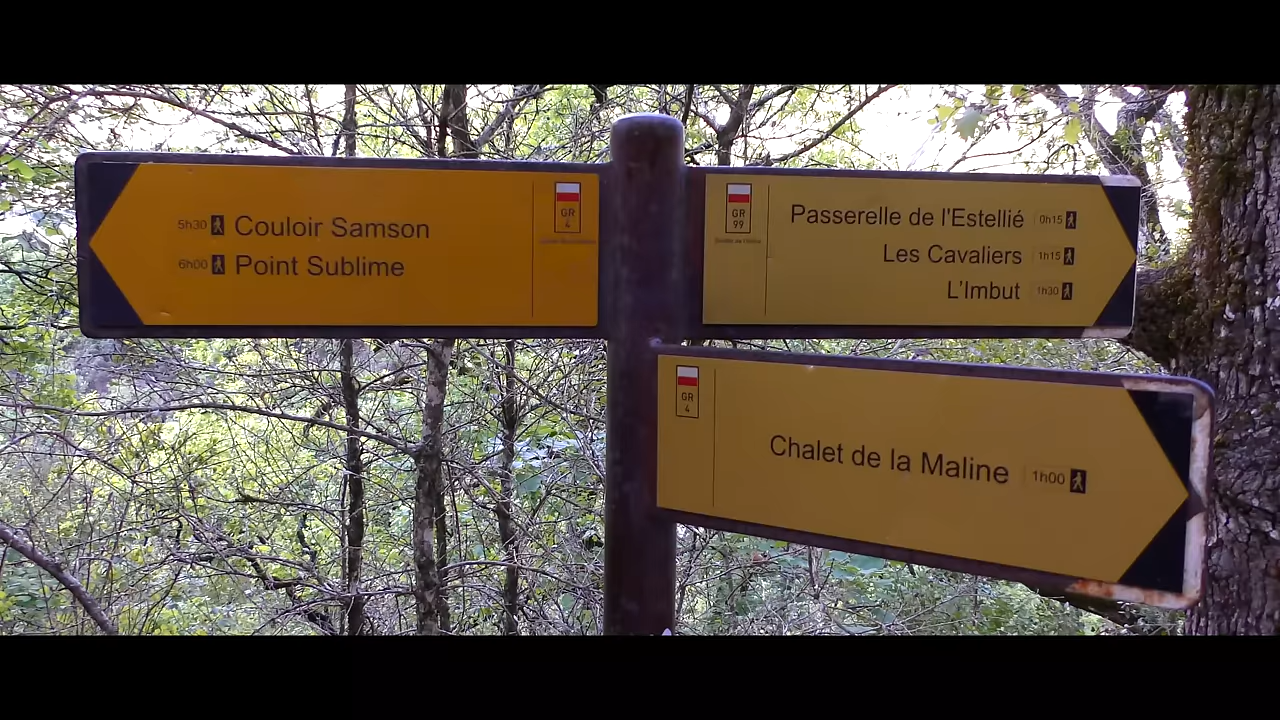 5h30 Couloir Samson
6h00 Point Sublime
GR
4
GR
99
Passerelle de l'Estellié 0h15
Les Cavaliers 1h15
L'Imbut 1h30
GR
4
Chalet de la Maline 1h00